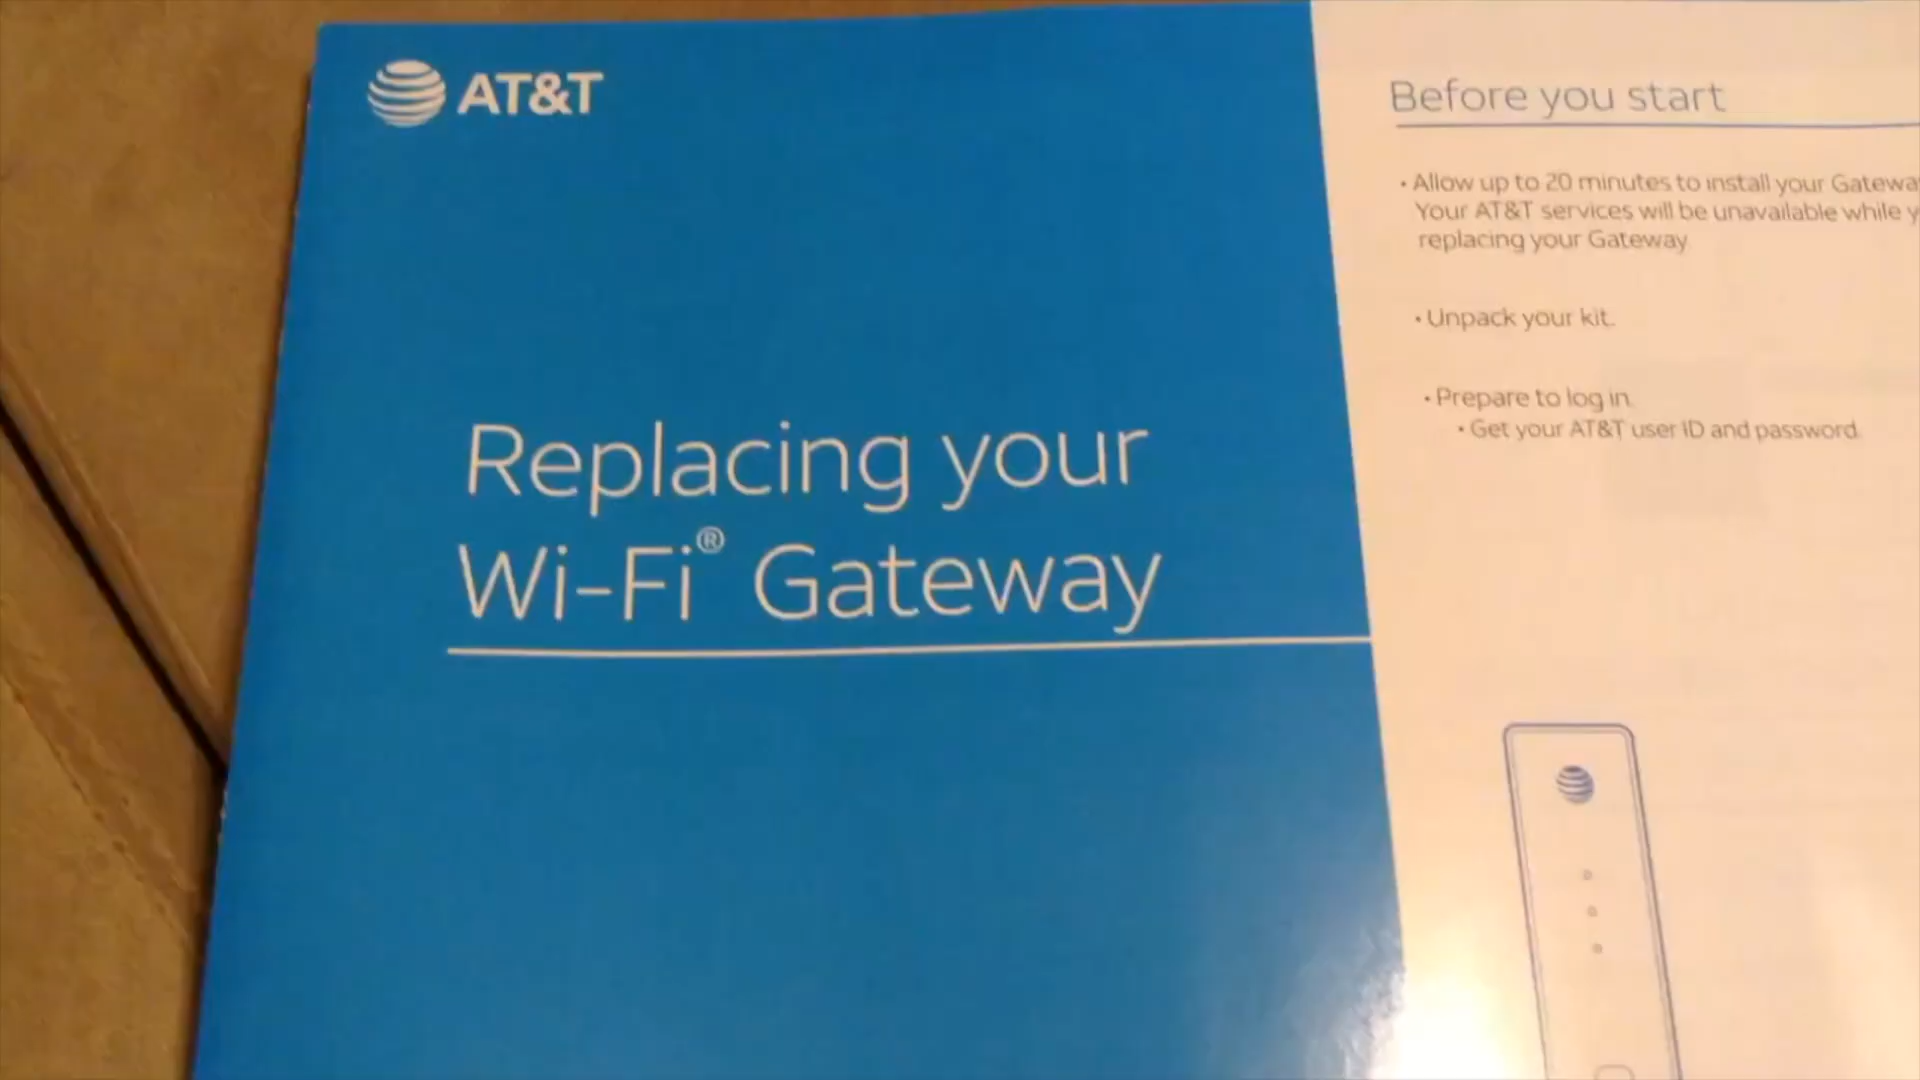 AT&T
Replacing your
Wi-Fi® Gateway
Before you start
• Allow up to 20 minutes to install your
Your AT&T services will be unavailable while
replacing your Gateway
• Unpack your kit.
• Prepare to log in.
• Get your AT&T user ID and password.